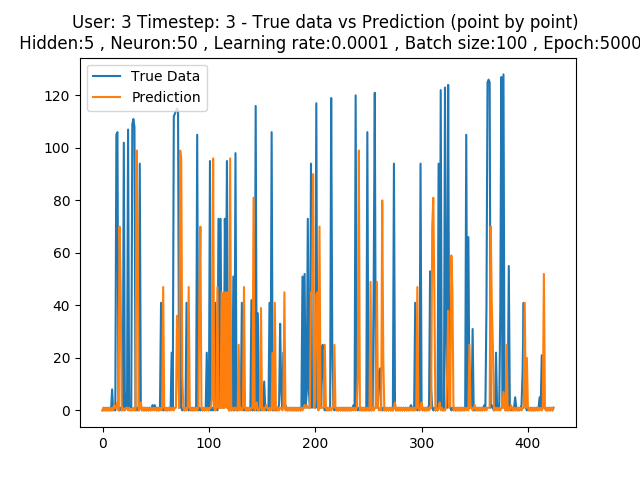 User: 3 Timestep: 3 - True data vs Prediction (point by point)
Hidden:5 , Neuron:50 , Learning rate:0.0001 , Batch size:100 , Epoch:5000
True Data
Prediction
120
100
80
60
40
20
0
0 100 200 300 400